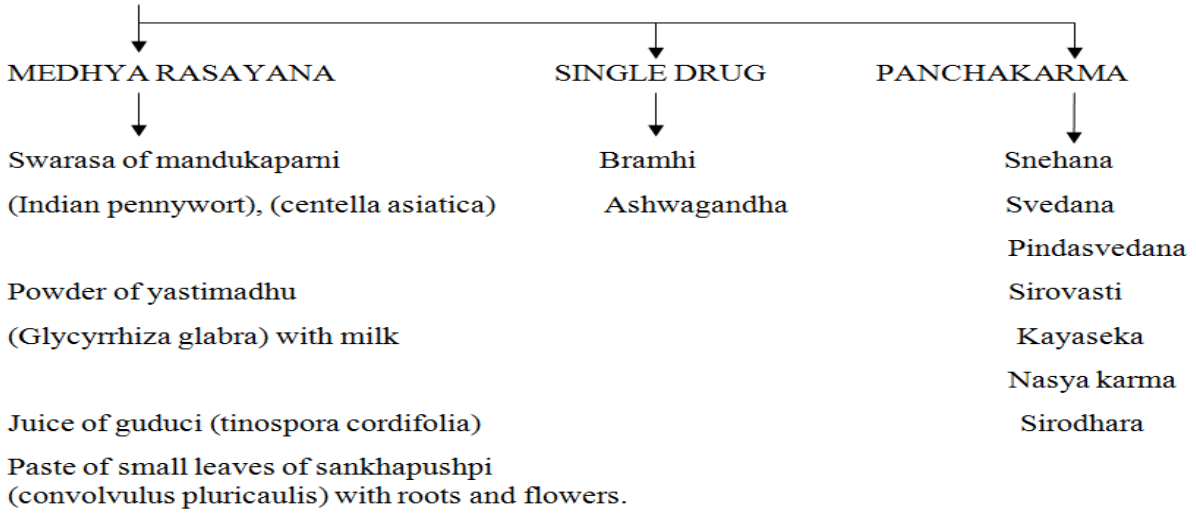 MEDHYA RASAYANA
Swarasa of mandukaparni
(Indian pennywort), (centella asiatica)
Powder of yastimadhu
(Glycyrrhiza glabra) with milk
Juice of guduci (tinospora cordifolia)
Paste of small leaves of sankhapushpi
(convolvulus pluricaulis) with roots and flowers.
SINGLE DRUG
Bramhi
Ashwagandha
PANCHAKARMA
Snehana
Svedana
Pindasvedana
Sirovasti
Kayaseka
Nasya karma
Sirodhara